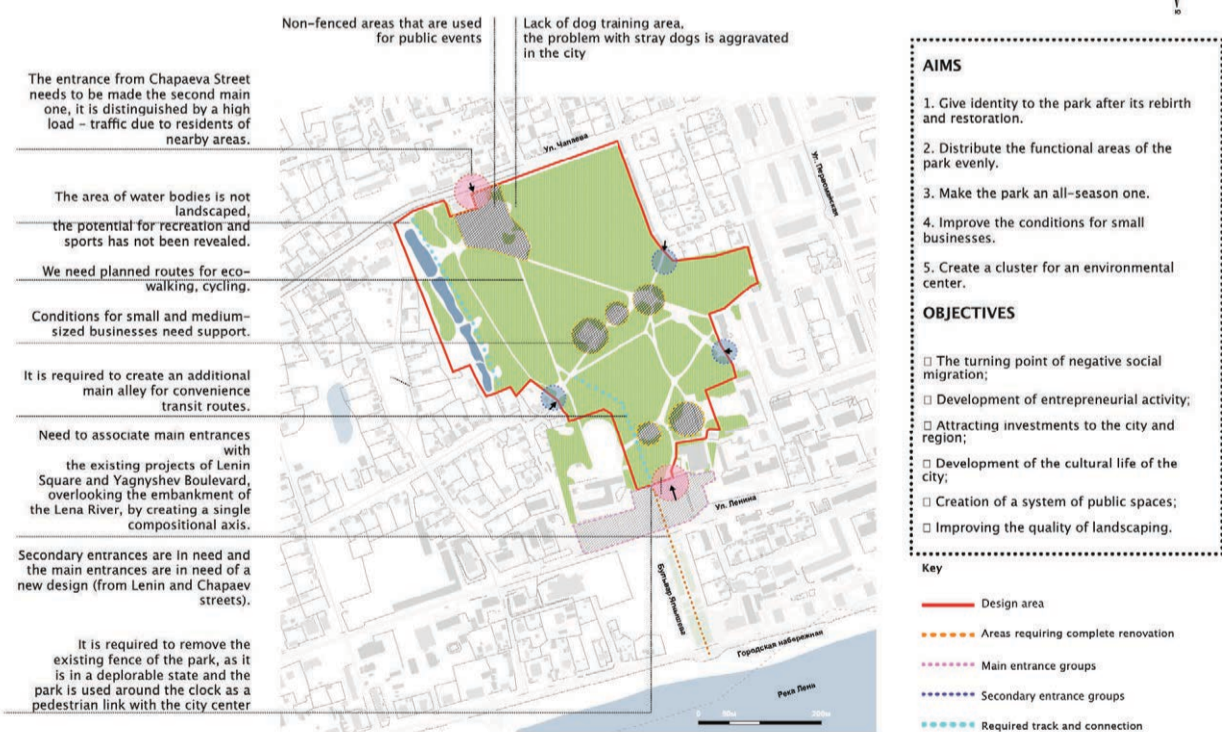 Non-fenced areas that are used
for public events
Lack of dog training area,
the problem with stray dogs is aggravated
in the city
The entrance from Chapaeva Street
needs to be made the second main
one, it is distinguished by a high
load – traffic due to residents of
nearby areas.
The area of water bodies is not
landscaped,
the potential for recreation and
sports has not been revealed.
We need planned routes for eco-
walking, cycling.
Conditions for small and medium-
sized businesses need support.
It is required to create an additional
main alley for convenience
transit routes.
Need to associate main entrances
with
the existing projects of Lenin
Square and Yagnyshev Boulevard,
overlooking the embankment of
the Lena River, by creating a single
compositional axis.
Secondary entrances are in need and
the main entrances are in need of a
new design (from Lenin and Chapaev
streets).
It is required to remove the
existing fence of the park, as it
is in a deplorable state and the
park is used around the clock as a
pedestrian link with the city center
Ул. Чапаева
Ул. Первомайская
Ул. Ленина
Бульвар Ягнышева
Городская набережная
Река Лена
0 50м 200м
AIMS
1. Give identity to the park after its rebirth
and restoration.
2. Distribute the functional areas of the
park evenly.
3. Make the park an all-season one.
4. Improve the conditions for small
businesses.
5. Create a cluster for an environmental
center.
OBJECTIVES
□ The turning point of negative social
migration;
□ Development of entrepreneurial activity;
□ Attracting investments to the city and
region;
□ Development of the cultural life of the
city;
□ Creation of a system of public spaces;
□ Improving the quality of landscaping.
Key
Design area
Areas requiring complete renovation
Main entrance groups
Secondary entrance groups
Required track and connection